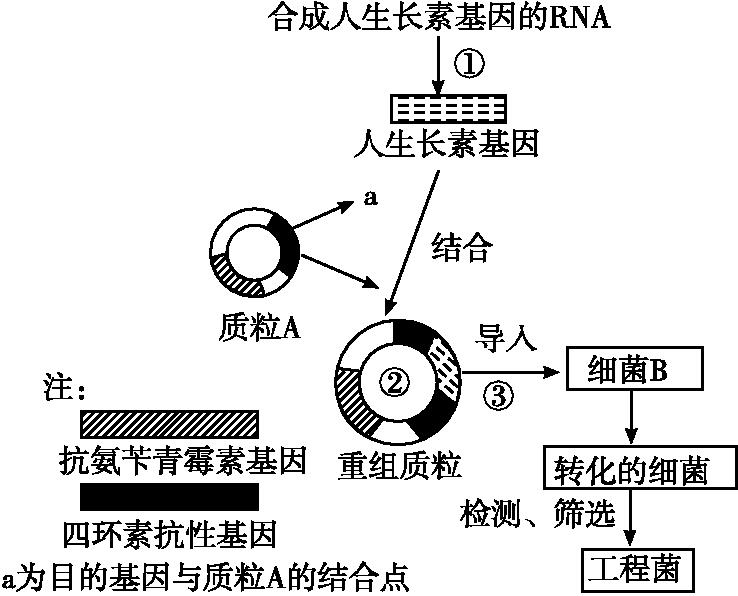 合成人生长素基因的RNA
①
人生长素基因
a
结合
质粒A
导入
②
③
细菌B
注：
抗氨苄青霉素基因
重组质粒
转化的细菌
四环素抗性基因
检测、筛选
a为目的基因与质粒A的结合点
工程菌